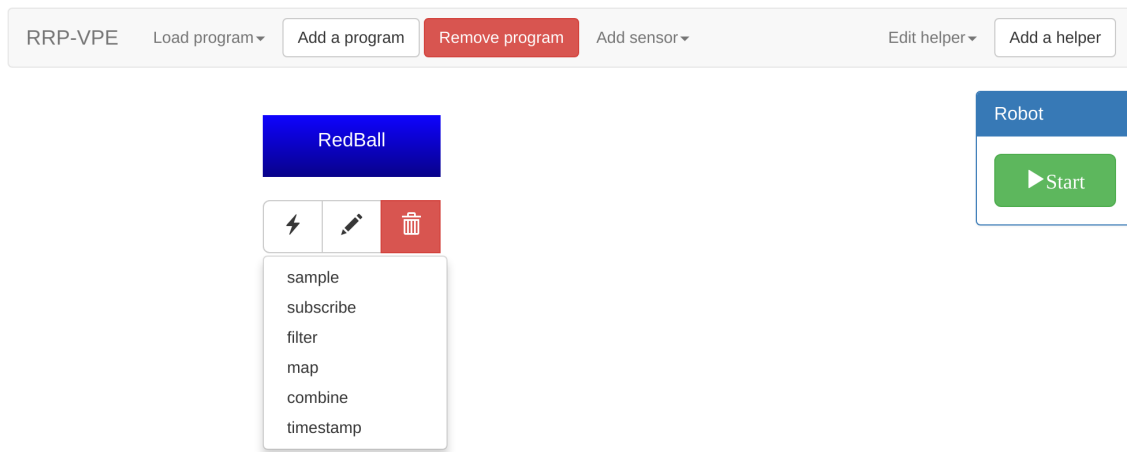 RRP-VPE Load program Add a program Remove program Add sensor Edit helper Add a helper
Robot
RedBall
Start
sample
subscribe
filter
map
combine
timestamp